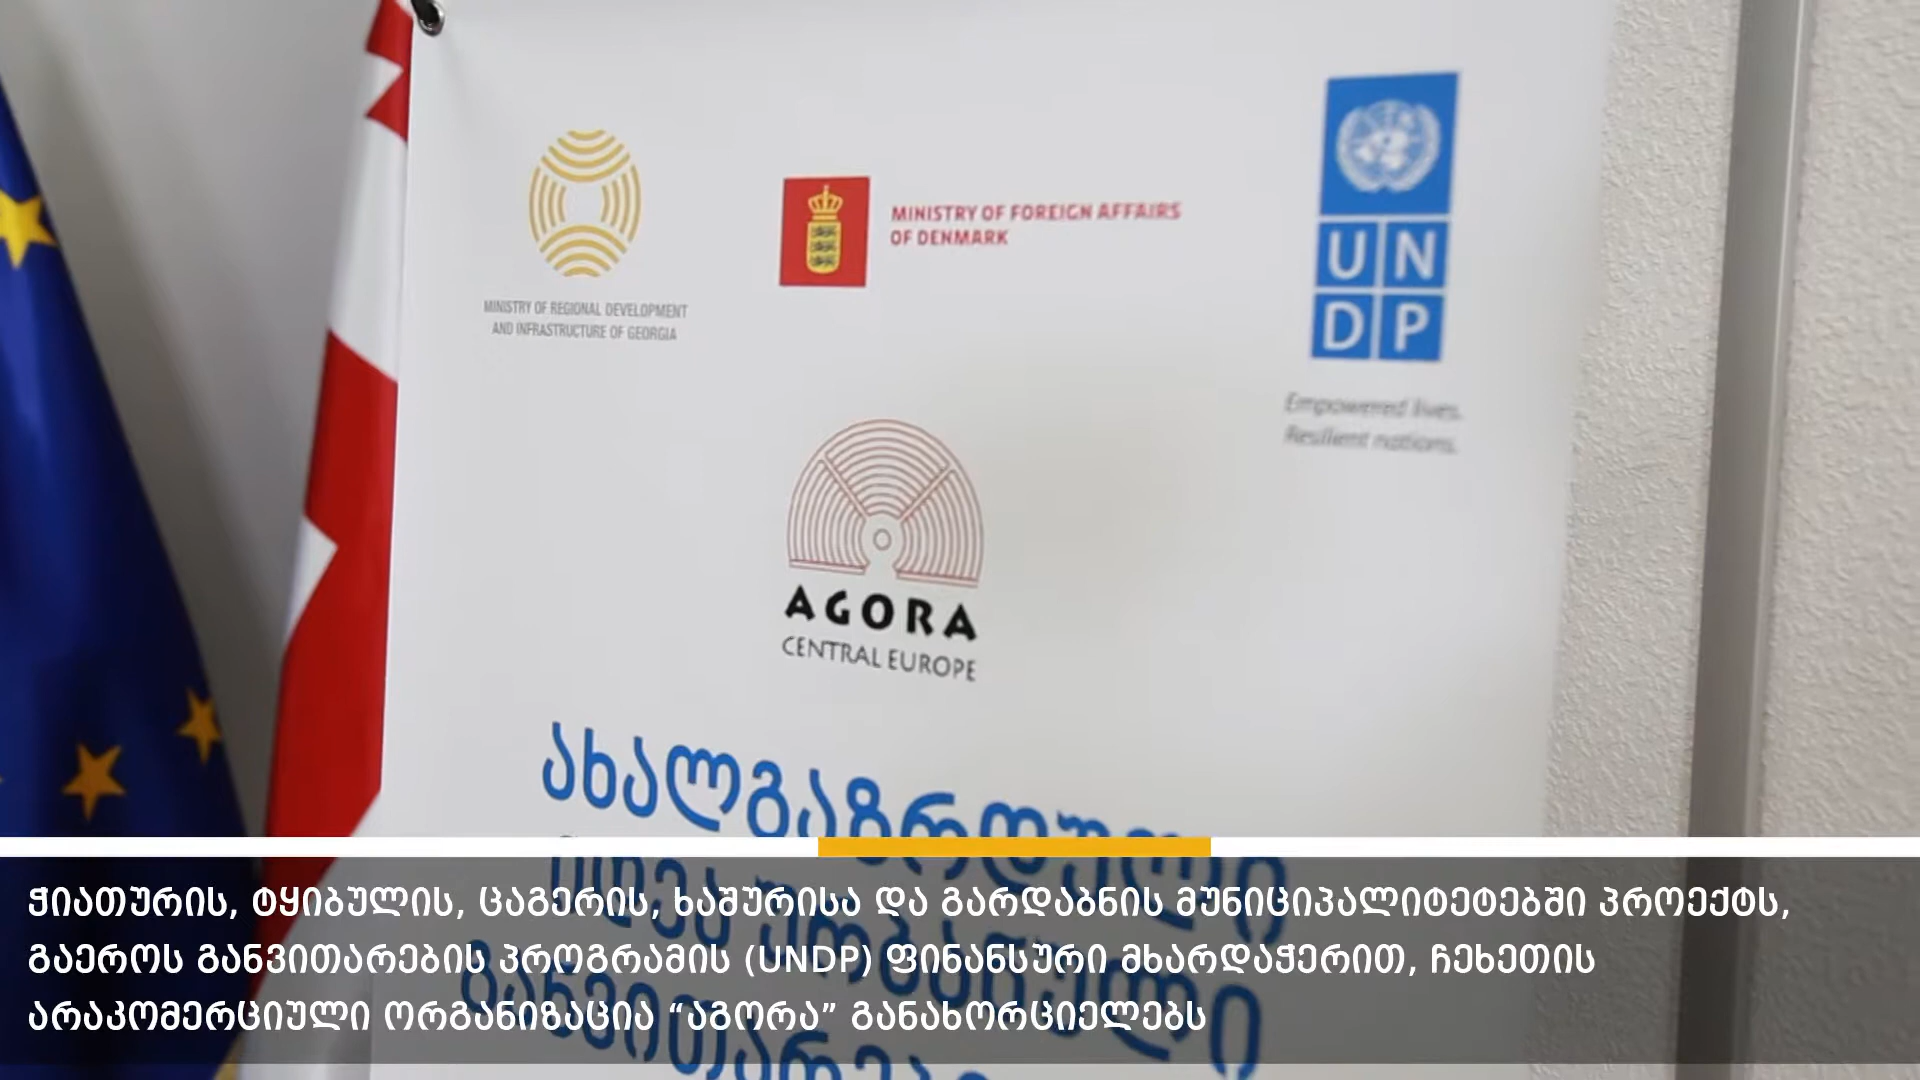 MINISTRY OF REGIONAL DEVELOPMENT
AND INFRASTRUCTURE OF GEORGIA
MINISTRY OF FOREIGN AFFAIRS
OF DENMARK
U N
D P
Empowered lives.
Resilient nations.
AGORA
CENTRAL EUROPE
ახალგაზრდული
ჭიათურის, ტყიბულის, ცაგერის, ხაშურისა და გარდაბნის მუნიციპალიტეტებში პროექტს,
გაეროს განვითარების პროგრამის (UNDP) ფინანსური მხარდაჭერით, ჩეხეთის
არაკომერციული ორგანიზაცია “აგორა” განახორციელებს